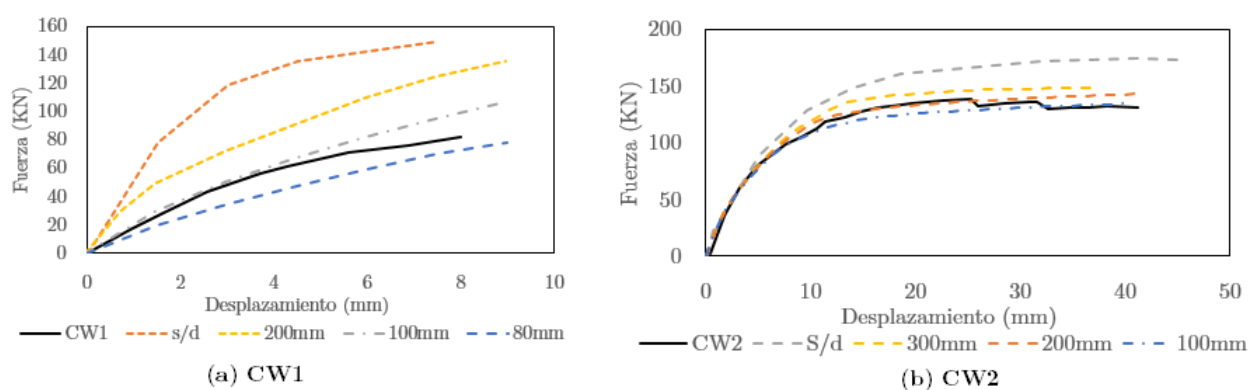 160
140
120
100
80
60
40
20
0
Fuerza (KN)
0 2 4 6 8 10
Desplazamiento (mm)
CW1 s/d 200mm 100mm 80mm
(a) CW1
200
150
100
50
0
Fuerza (KN)
0 10 20 30 40 50
Desplazamiento (mm)
CW2 S/d 300mm 200mm 100mm
(b) CW2